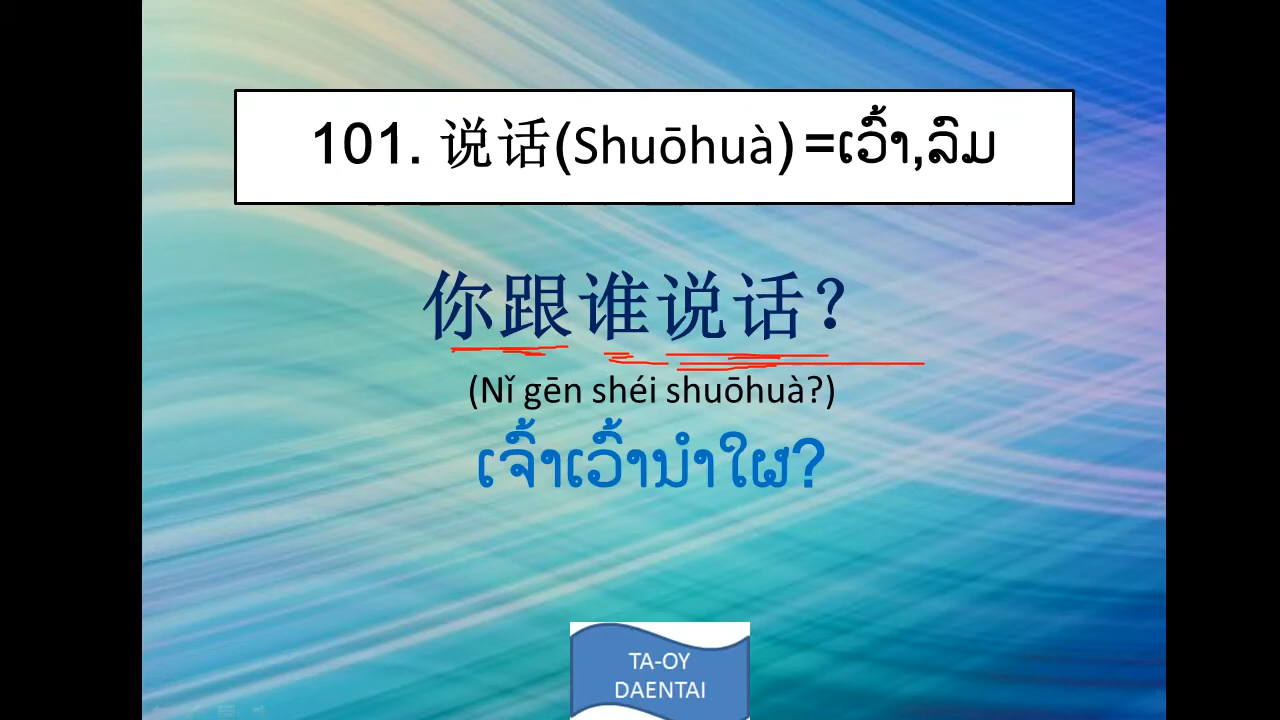 101. 说话(Shuōhuà) =ເວົ້າ,ລົມ
你跟谁说话？
(Nǐ gēn shéi shuōhuà?)
ເຈົ້າເວົ້ານຳໃຜ?
TA-OY
DAENTAI